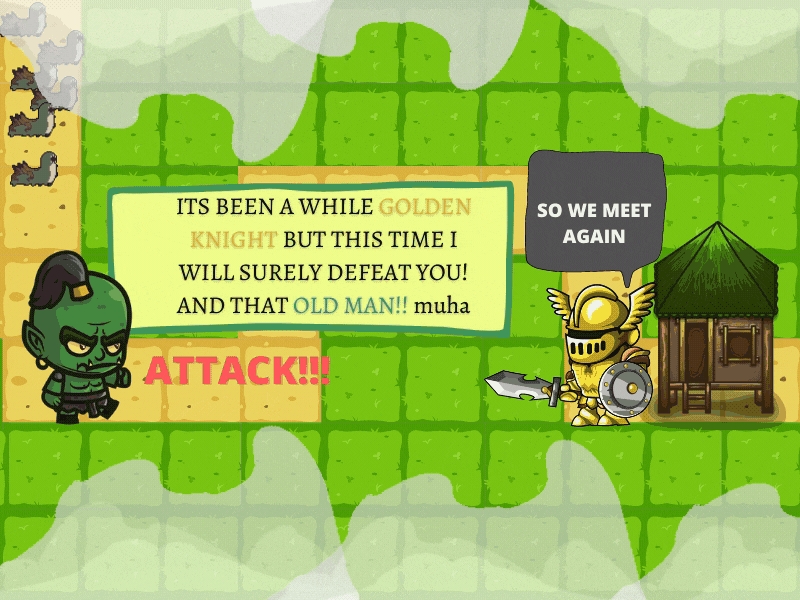 ITS BEEN A WHILE GOLDEN
KNIGHT BUT THIS TIME I
WILL SURELY DEFEAT YOU!
AND THAT OLD MAN!! muha
SO WE MEET
AGAIN
ATTACK!!!